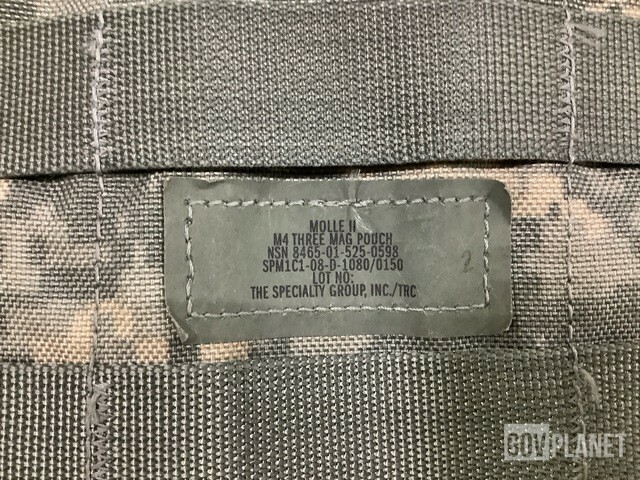 MOLLE II
M4 THREE MAG POUCH
NSN 8465-01-525-0598
SPM1C1-08-D-1080/0150
LOT NO:
THE SPECIALTY GROUP, INC./TRC
2
GOVPLANET